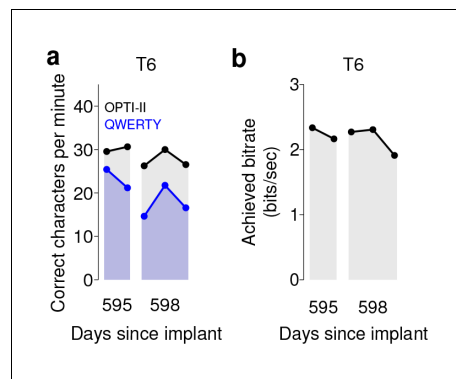 a
T6
OPTI-II
QWERTY
Correct characters per minute
40
30
20
10
0
595
598
Days since implant
b
T6
Achieved bitrate
(bits/sec)
3
2
1
0
595
598
Days since implant